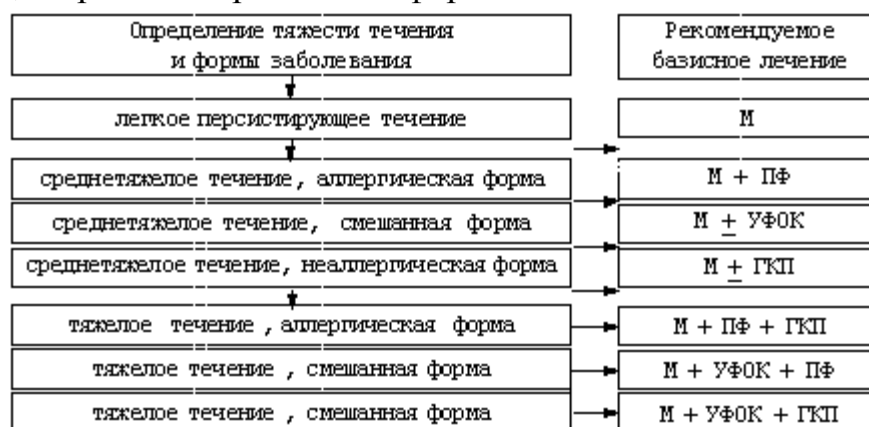 Определение тяжести течения
и формы заболевания
Рекомендуемое
базисное лечение
легкое персистирующее течение
М
среднетяжелое течение, аллергическая форма
М + ПФ
среднетяжелое течение, смешанная форма
М ± УФОК
среднетяжелое течение, неаллергическая форма
М ± ГКП
тяжелое течение , аллергическая форма
М + ПФ + ГКП
тяжелое течение , смешанная форма
М + УФОК + ПФ
тяжелое течение , смешанная форма
М + УФОК + ГКП